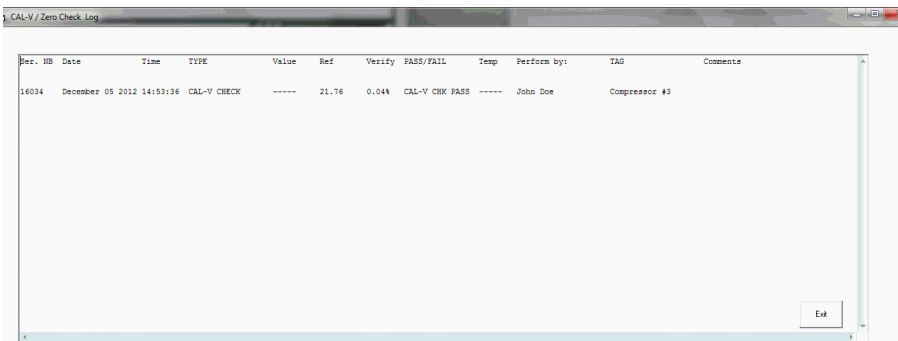 CAL-V / Zero Check Log
Ser. NB Date Time TYPE Value Ref Verify PASS/FAIL Temp Perform by: TAG Comments
16034 December 05 2012 14:53:36 CAL-V CHECK ----- 21.76 0.04% CAL-V CHK PASS ----- John Doe Compressor #3
Exit